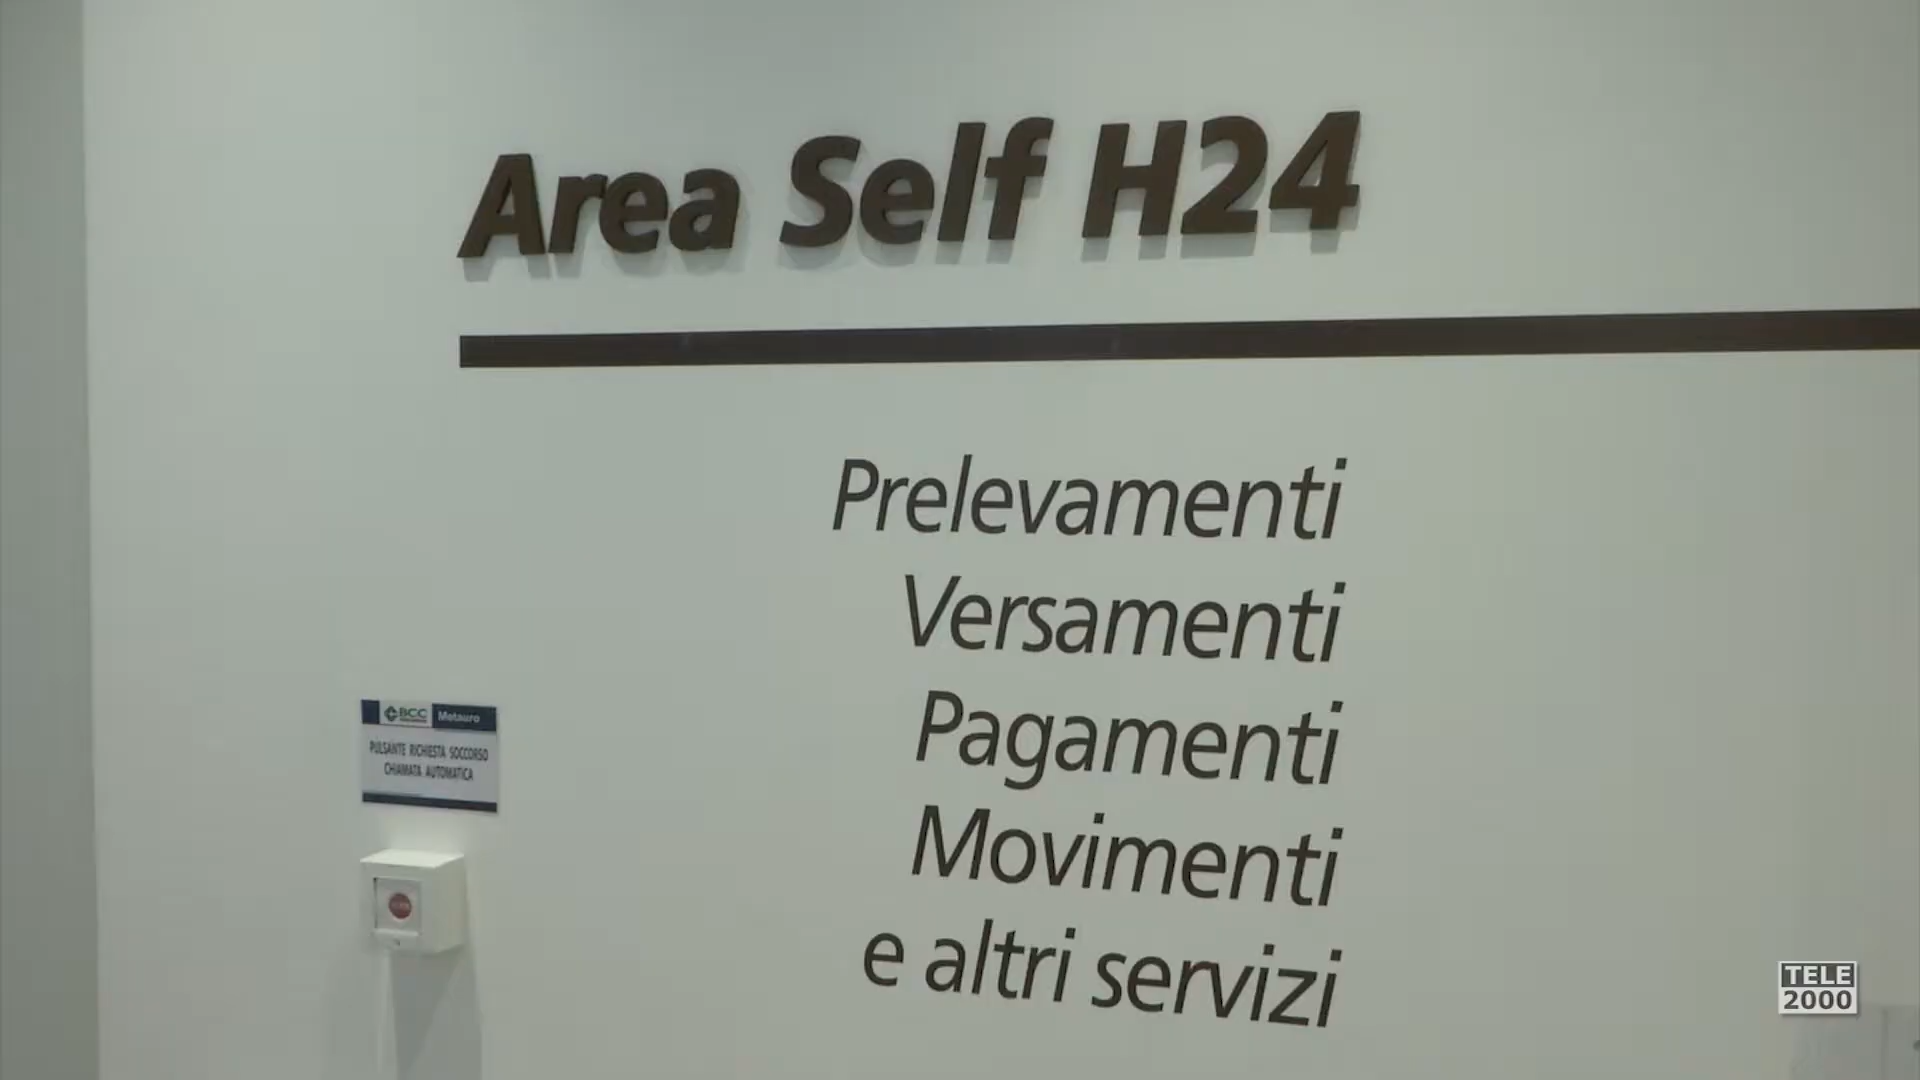 Area Self H24
Prelevamenti
Versamenti
Pagamenti
Movimenti
e altri servizi
BCC Metauro
PULSANTE RICHIESTA SOCCORSO
CHIAMATA AUTOMATICA
TELE
2000